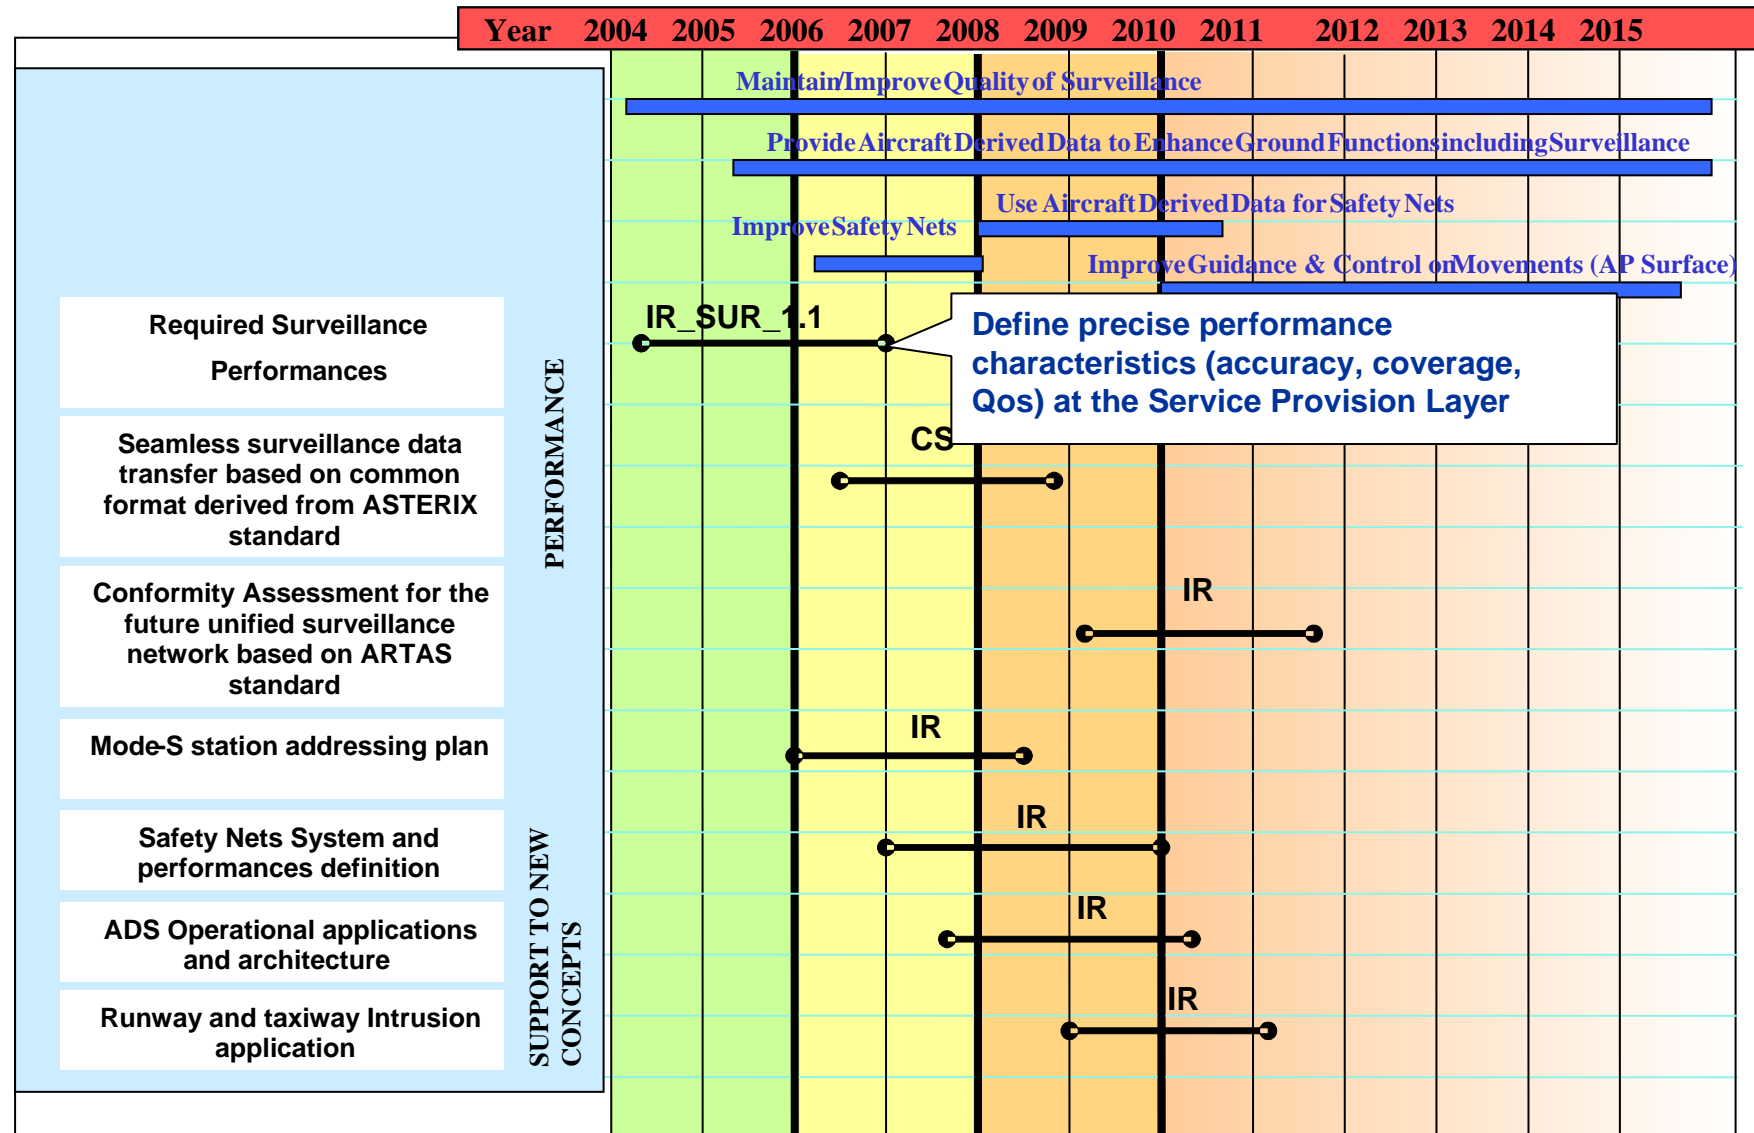 Year 2004 2005 2006 2007 2008 2009 2010 2011 2012 2013 2014 2015
Maintain/Improve Quality of Surveillance
Provide Aircraft Derived Data to Enhance Ground Functions including Surveillance
Use Aircraft Derived Data for Safety Nets
Improve Safety Nets
Improve Guidance & Control on Movements (AP Surface)
Required Surveillance
Performances
IR_SUR_1.1
Define precise performance
characteristics (accuracy, coverage,
Qos) at the Service Provision Layer
PERFORMANCE
Seamless surveillance data
transfer based on common
format derived from ASTERIX
standard
CS
Conformity Assessment for the
future unified surveillance
network based on ARTAS
standard
IR
Mode-S station addressing plan
IR
SUPPORT TO NEW
CONCEPTS
Safety Nets System and
performances definition
IR
ADS Operational applications
and architecture
IR
Runway and taxiway Intrusion
application
IR